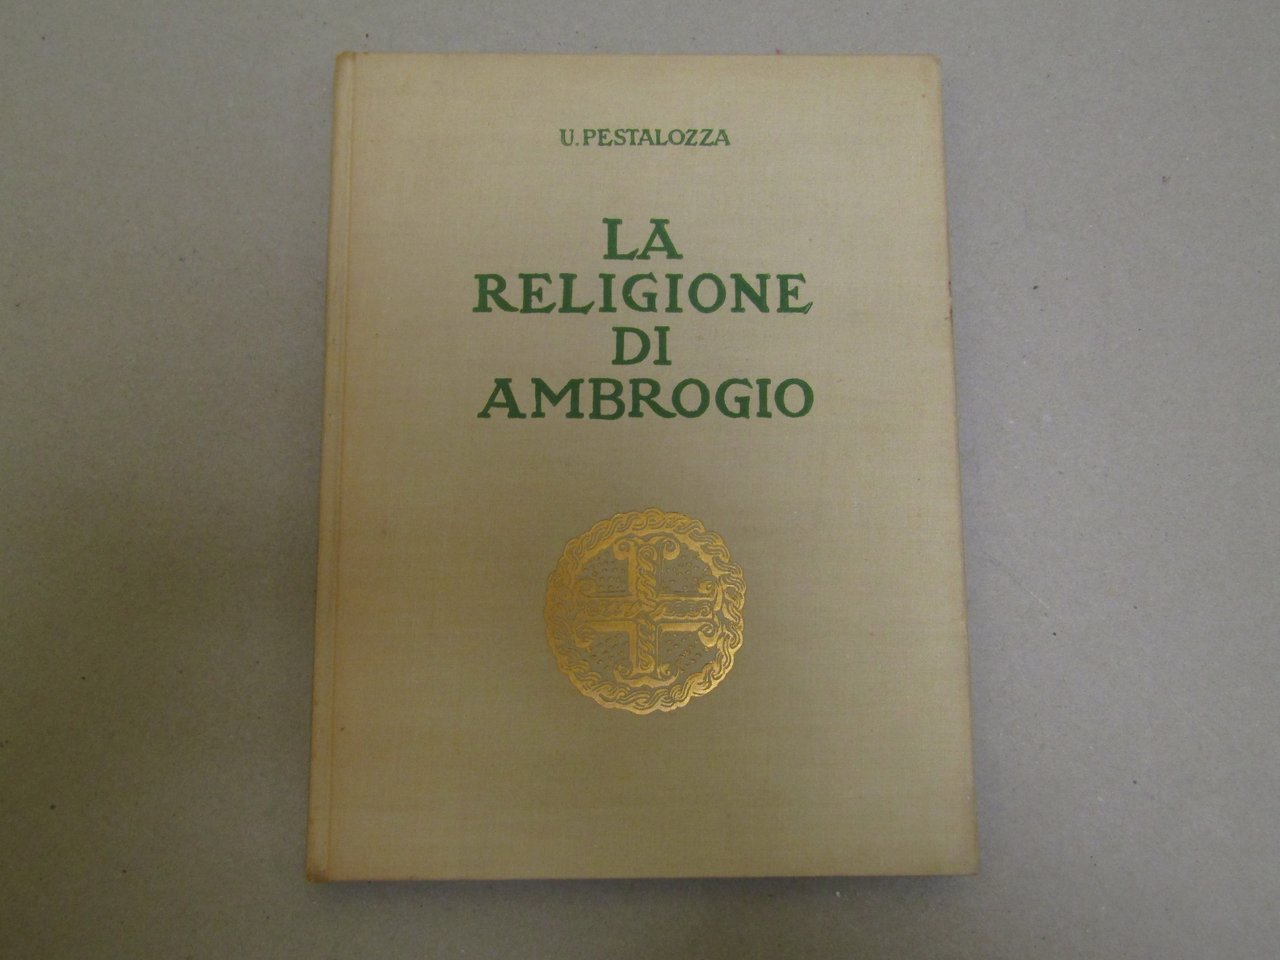 U. PESTALOZZA
LA
RELIGIONE
DI
AMBROGIO